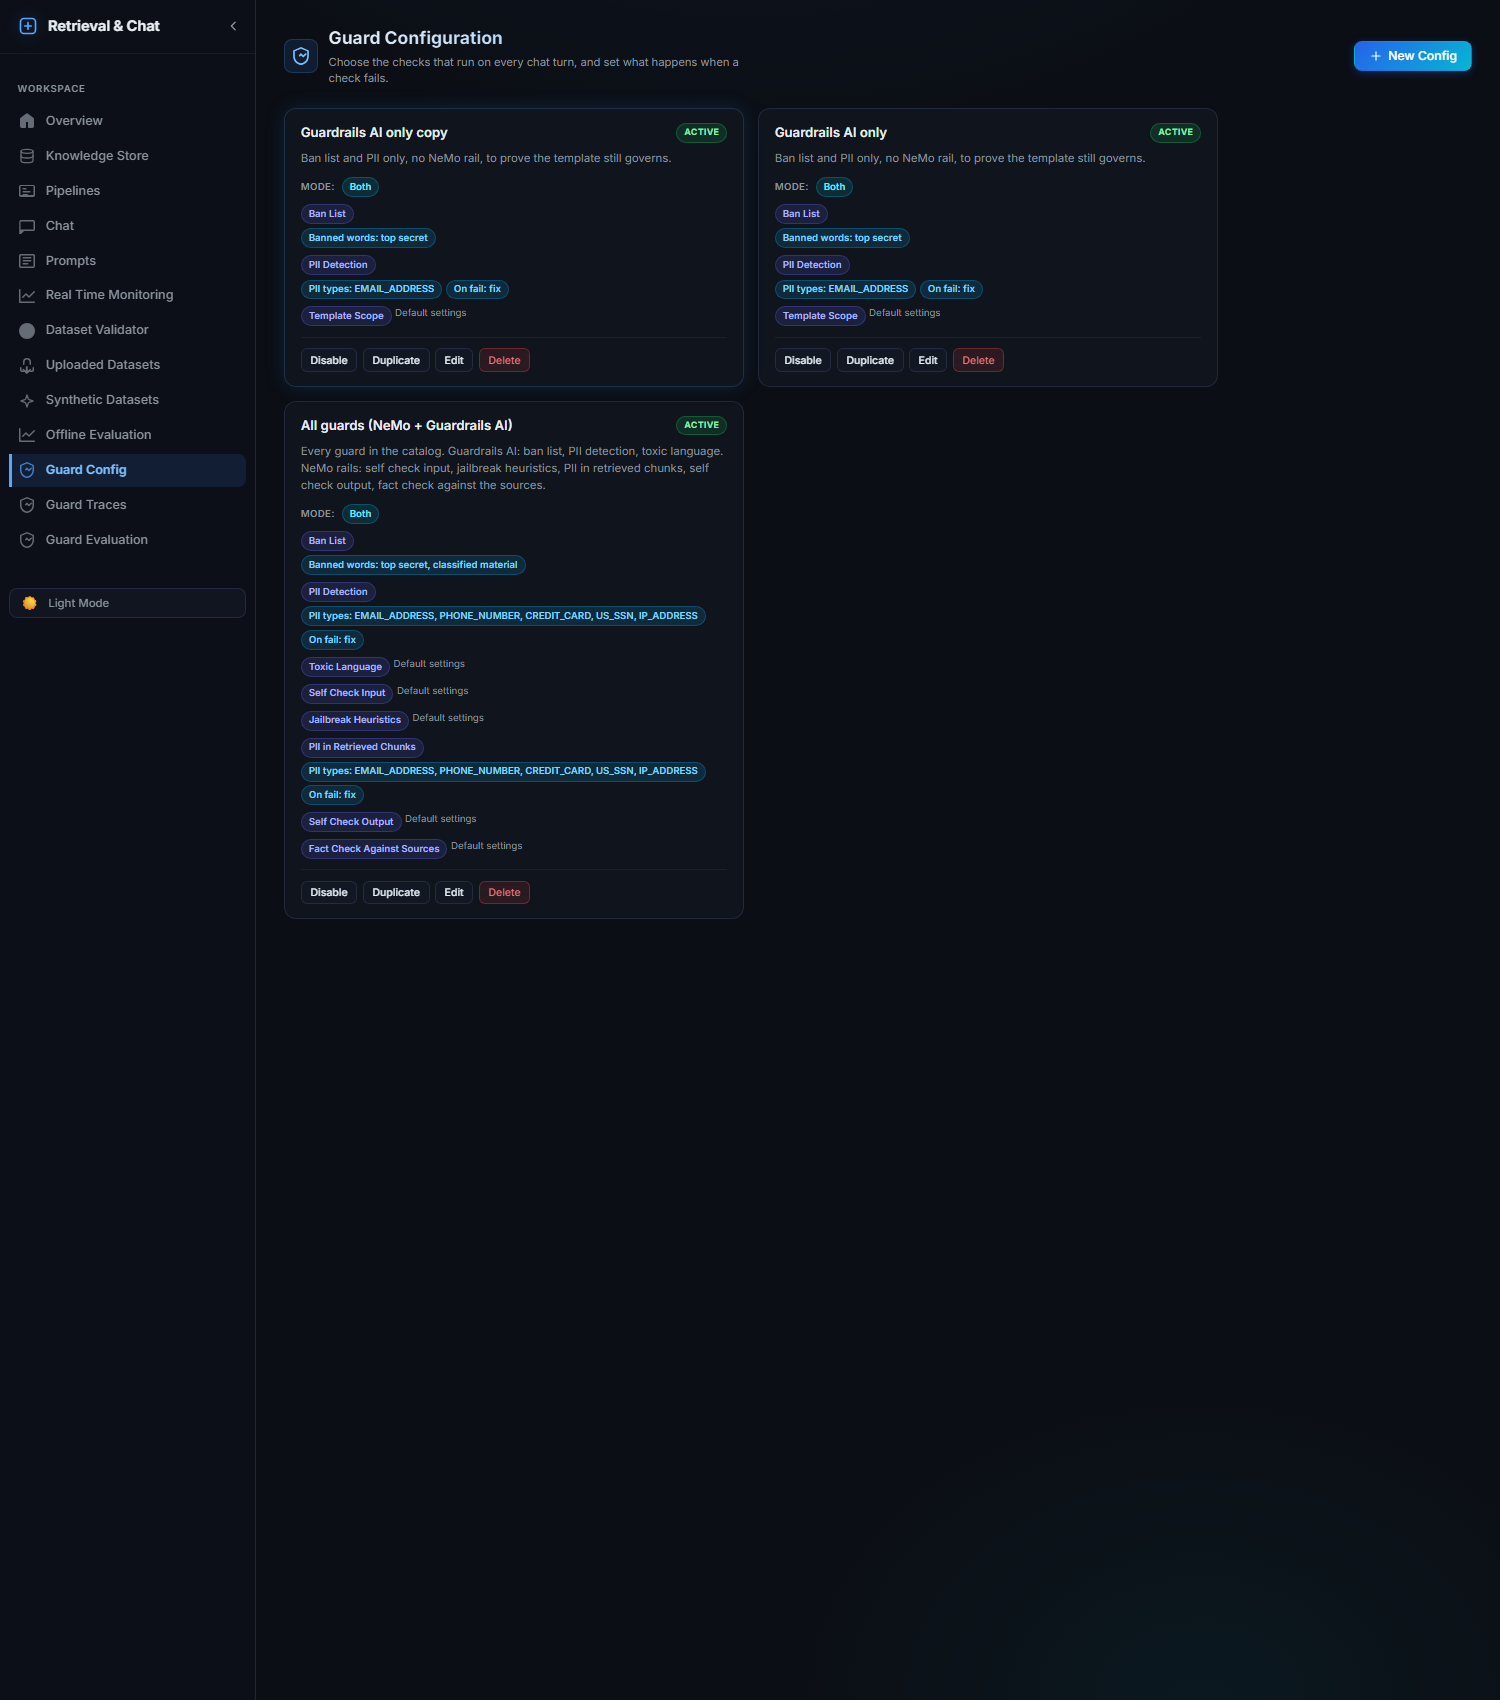 Retrieval & Chat
WORKSPACE
Overview
Knowledge Store
Pipelines
Chat
Prompts
Real Time Monitoring
Dataset Validator
Uploaded Datasets
Synthetic Datasets
Offline Evaluation
Guard Config
Guard Traces
Guard Evaluation
Light Mode
Guard Configuration
Choose the checks that run on every chat turn, and set what happens when a
check fails.
New Config
Guardrails AI only copy
ACTIVE
Ban list and PII only, no NeMo rail, to prove the template still governs.
MODE: Both
Ban List
Banned words: top secret
PII Detection
PII types: EMAIL_ADDRESS On fail: fix
Template Scope Default settings
Disable Duplicate Edit Delete
Guardrails AI only
ACTIVE
Ban list and PII only, no NeMo rail, to prove the template still governs.
MODE: Both
Ban List
Banned words: top secret
PII Detection
PII types: EMAIL_ADDRESS On fail: fix
Template Scope Default settings
Disable Duplicate Edit Delete
All guards (NeMo + Guardrails AI)
ACTIVE
Every guard in the catalog. Guardrails AI: ban list, PII detection, toxic language.
NeMo rails: self check input, jailbreak heuristics, PII in retrieved chunks, self
check output, fact check against the sources.
MODE: Both
Ban List
Banned words: top secret, classified material
PII Detection
PII types: EMAIL_ADDRESS, PHONE_NUMBER, CREDIT_CARD, US_SSN, IP_ADDRESS
On fail: fix
Toxic Language Default settings
Self Check Input Default settings
Jailbreak Heuristics Default settings
PII in Retrieved Chunks
PII types: EMAIL_ADDRESS, PHONE_NUMBER, CREDIT_CARD, US_SSN, IP_ADDRESS
On fail: fix
Self Check Output Default settings
Fact Check Against Sources Default settings
Disable Duplicate Edit Delete